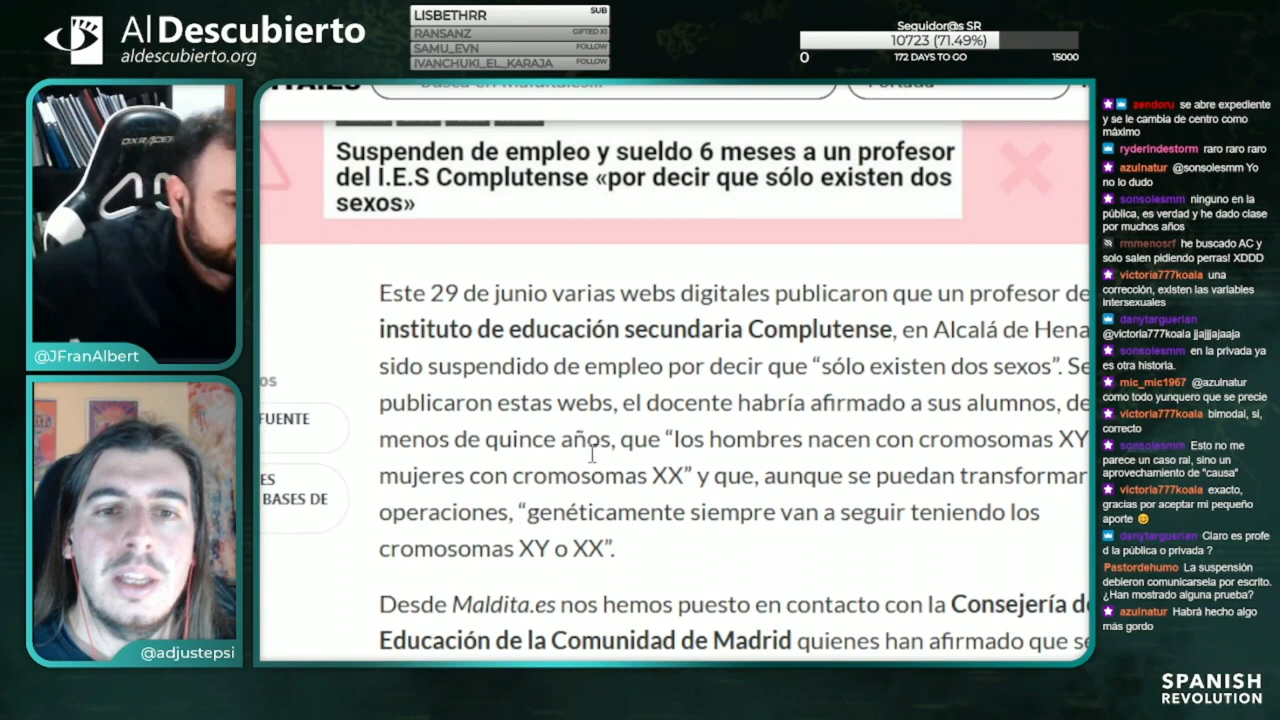 Al Descubierto
aldescubierto.org
LISBETHRR SUB
RANSANZ GIFTED X1
SAMU_EVN FOLLOW
IVANCHUKI_EL_KARAJA FOLLOW
Seguidor@s SR
10723 (71.49%)
0 172 DAYS TO GO 15000
DXRACER
@JFranAlbert
@adjustepsi
Suspenden de empleo y sueldo 6 meses a un profesor
del I.E.S Complutense «por decir que sólo existen dos
sexos»
Este 29 de junio varias webs digitales publicaron que un profesor de
instituto de educación secundaria Complutense, en Alcalá de Hena
sido suspendido de empleo por decir que “sólo existen dos sexos”. Se
publicaron estas webs, el docente habría afirmado a sus alumnos, de
menos de quince años, que “los hombres nacen con cromosomas XY
mujeres con cromosomas XX” y que, aunque se puedan transformar
operaciones, “genéticamente siempre van a seguir teniendo los
cromosomas XY o XX”.
Desde Maldita.es nos hemos puesto en contacto con la Consejería de
Educación de la Comunidad de Madrid quienes han afirmado que se
OS
FUENTE
ES
BASES DE
zendoru se abre expediente
y se le cambia de centro como
máximo
ryderindestorm raro raro raro
azulnatur @sonsolesmm Yo
no lo dudo
sonsolesmm ninguno en la
pública, es verdad y he dado clase
por muchos años
rmmenosrf he buscado AC y
solo salen pidiendo perras! XDDD
victoria777koala una
corrección, existen las variables
intersexuales
danytarguerian
@victoria777koala jjajjjajaaja
sonsolesmm en la privada ya
es otra historia.
mic_mic1967 @azulnatur
como todo yunquero que se precie
victoria777koala bimodal, si,
correcto
sonsolesmm Esto no me
parece un caso ral, sino un
aprovechamiento de "causa"
victoria777koala exacto,
gracias por aceptar mi pequeño
aporte 😊
danytarguerian Claro es profe
d la pública o privada ?
Pastordehumo La suspensión
debieron comunicarsela por escrito.
¿Han mostrado alguna prueba?
azulnatur Habrá hecho algo
más gordo
SPANISH
REVOLUTION